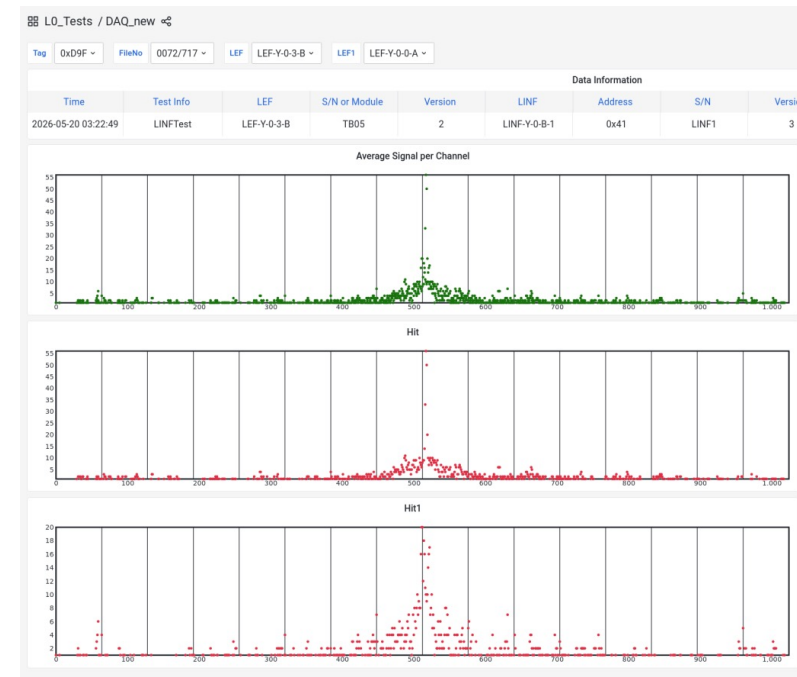 L0_Tests / DAQ_new
Tag 0xD9F FileNo 0072/717 LEF LEF-Y-0-3-B LEF1 LEF-Y-0-0-A
Data Information
Time Test Info LEF S/N or Module Version LINF Address S/N Versi
2026-05-20 03:22:49 LINFTest LEF-Y-0-3-B TB05 2 LINF-Y-0-B-1 0x41 LINF1 3
Average Signal per Channel
55
50
45
40
35
30
25
20
15
10
5
0 100 200 300 400 500 600 700 800 900 1.000
Hit
55
50
45
40
35
30
25
20
15
10
5
0 100 200 300 400 500 600 700 800 900 1.000
Hit1
20
18
16
14
12
10
8
6
4
2
0 100 200 300 400 500 600 700 800 900 1.000